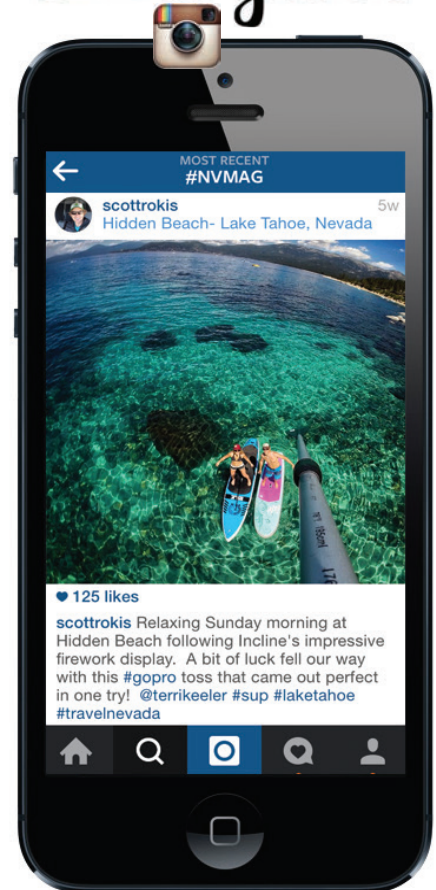 MOST RECENT
#NVMAG
scottrokis
5w
Hidden Beach- Lake Tahoe, Nevada
125 likes
scottrokis Relaxing Sunday morning at
Hidden Beach following Incline's impressive
firework display. A bit of luck fell our way
with this #gopro toss that came out perfect
in one try! @terrikeeler #sup #laketahoe
#travelnevada